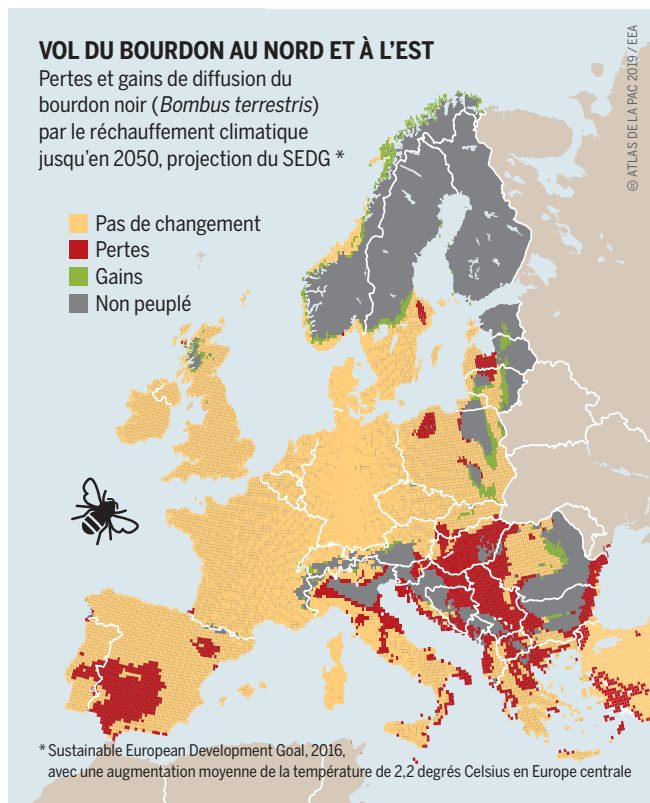 VOL DU BOURDON AU NORD ET À L'EST
Pertes et gains de diffusion du
bourdon noir (Bombus terrestris)
par le réchauffement climatique
jusqu'en 2050, projection du SEDG *
Pas de changement
Pertes
Gains
Non peuplé
* Sustainable European Development Goal, 2016,
avec une augmentation moyenne de la température de 2,2 degrés Celsius en Europe centrale
© ATLAS DE LA PAC 2019 / EEA